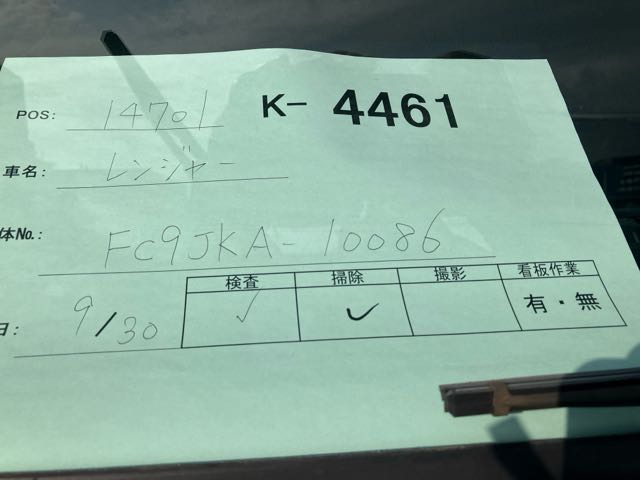 K- 4461
POS: 14701
車名: レンジャー
体No.: FC9JKA-10086
日: 9/30
検査 掃除 撮影 看板作業
✓ ✓ 有・無